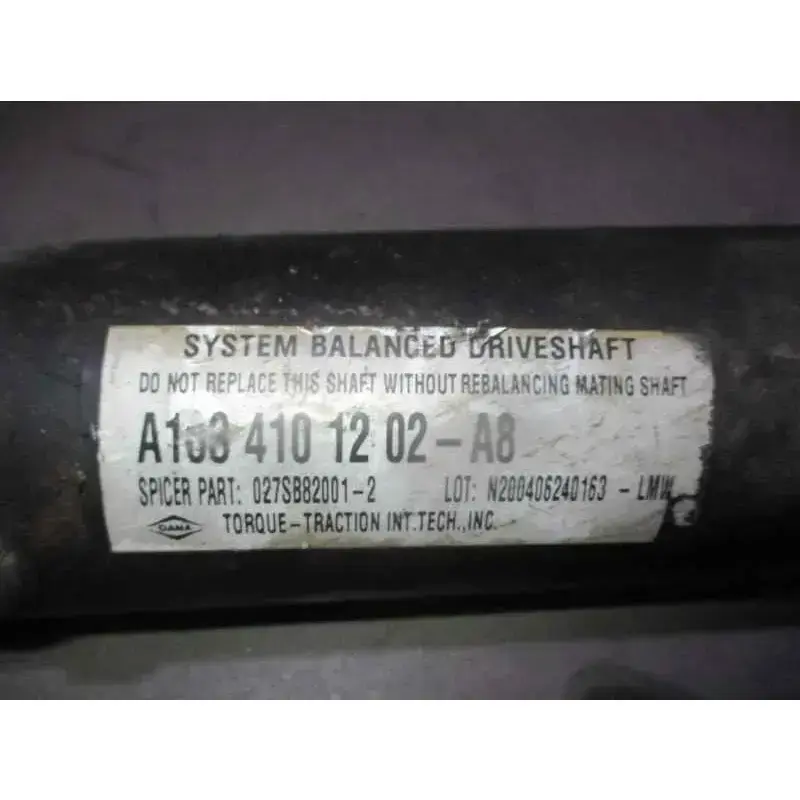 SYSTEM BALANCED DRIVESHAFT
DO NOT REPLACE THIS SHAFT WITHOUT REBALANCING MATING SHAFT
A163 410 12 02-A8
SPICER PART: 027SB82001-2 LOT: N200406240163 -LMW
DANA TORQUE-TRACTION INT.TECH.,INC.